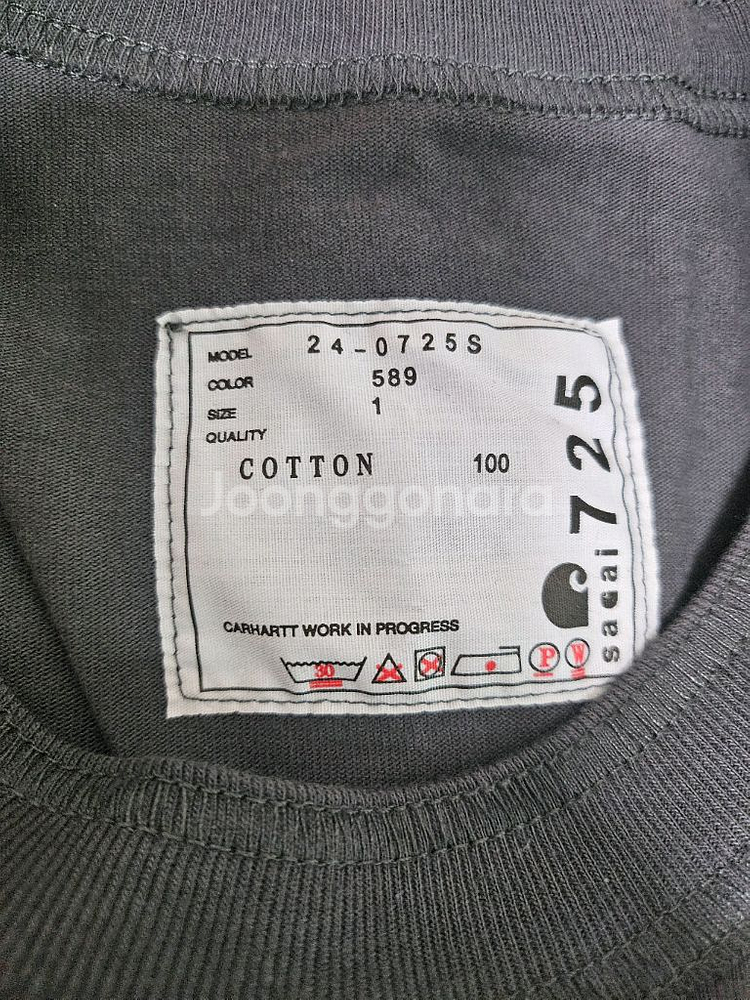 MODEL 24-0725S
COLOR 589
SIZE 1
QUALITY
COTTON 100
Joonggonara
CARHARTT WORK IN PROGRESS
30 P W
725
sacai